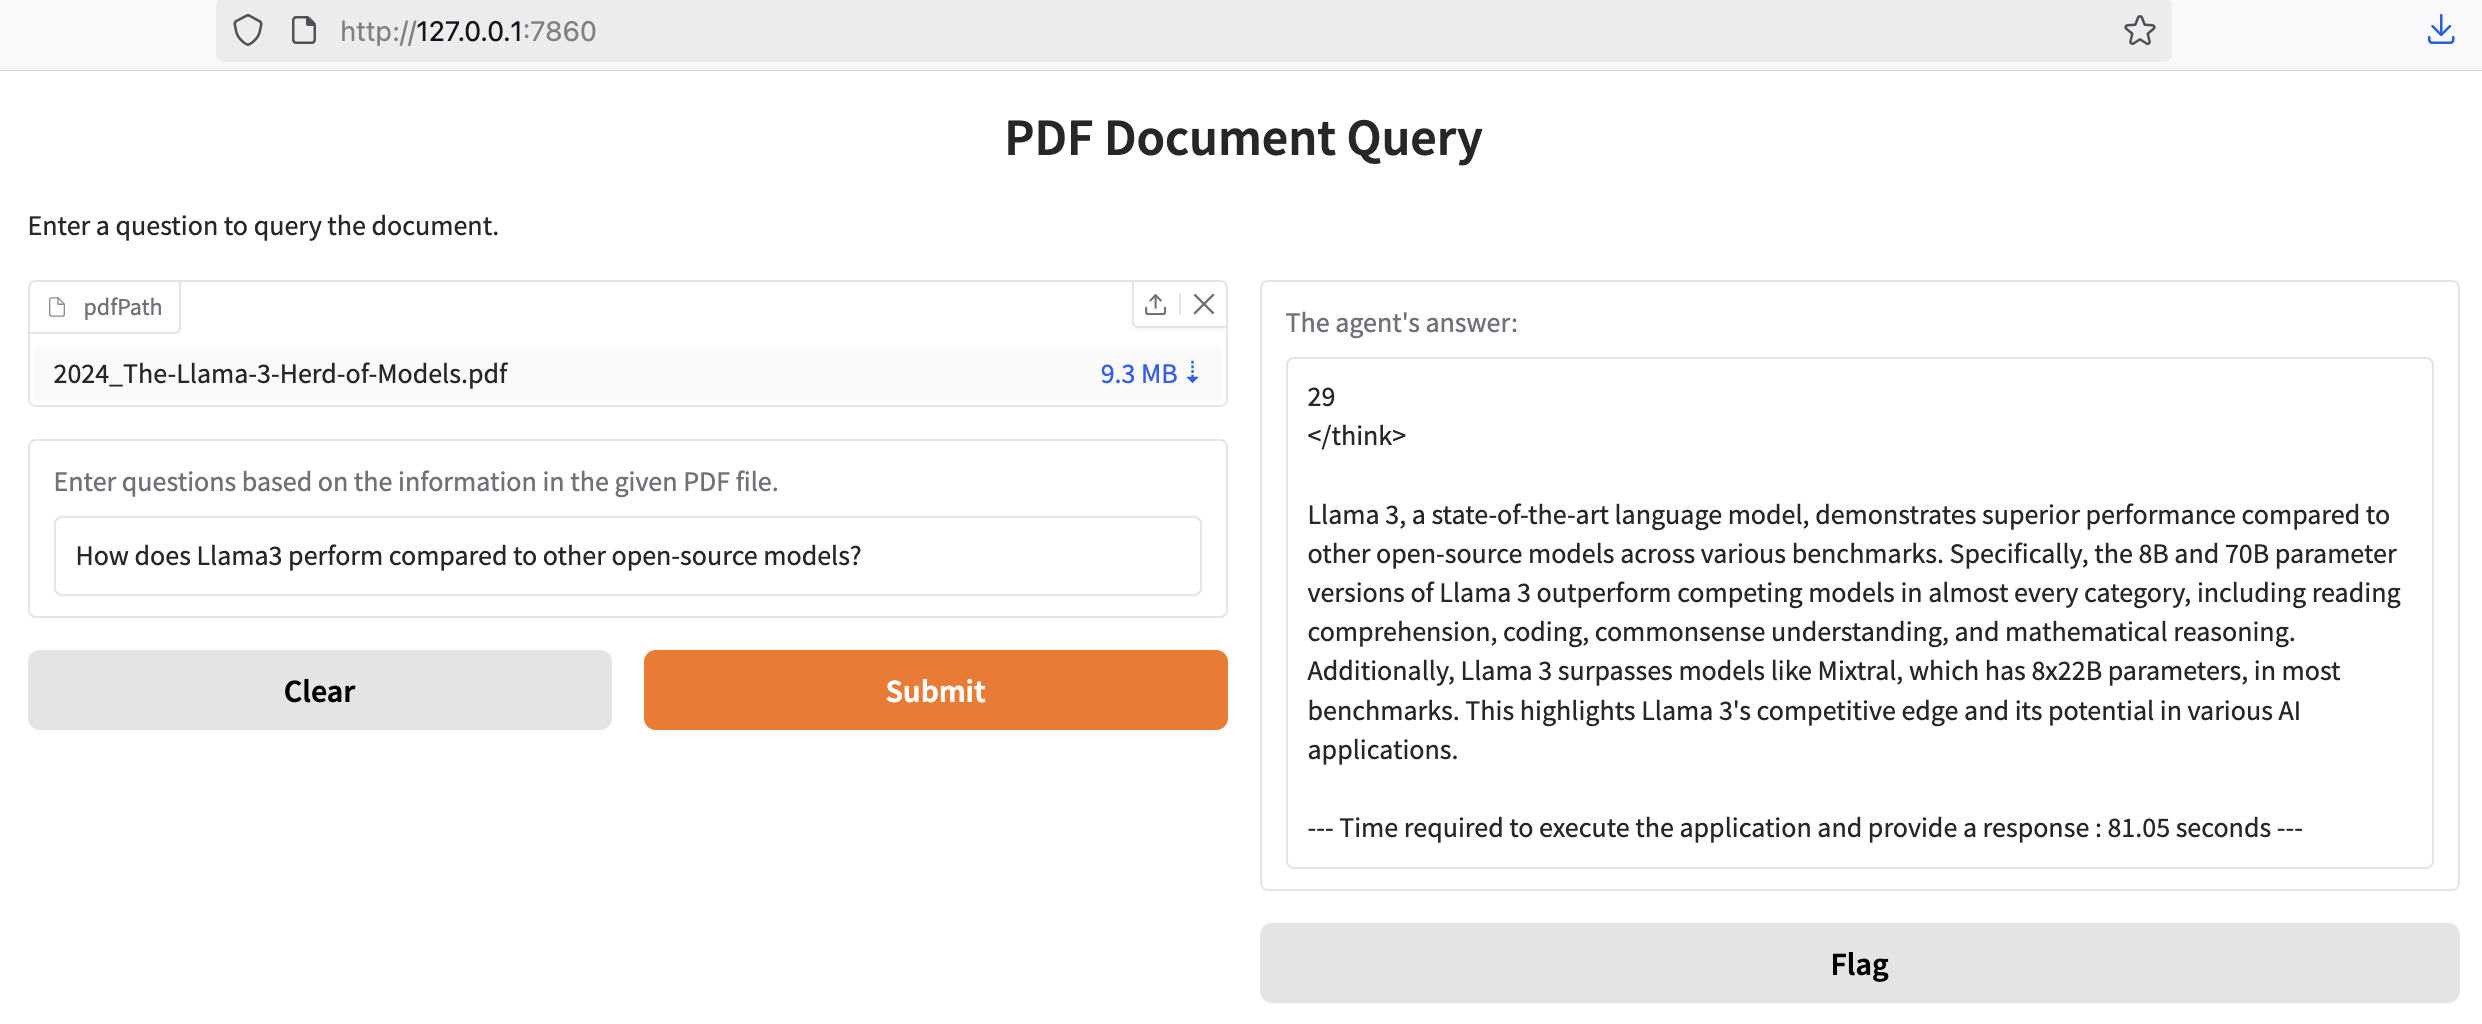 http://127.0.0.1:7860
PDF Document Query
Enter a question to query the document.
pdfPath
2024_The-Llama-3-Herd-of-Models.pdf
9.3 MB ⇣
Enter questions based on the information in the given PDF file.
How does Llama3 perform compared to other open-source models?
Clear
Submit
The agent's answer:
29
</think>
Llama 3, a state-of-the-art language model, demonstrates superior performance compared to
other open-source models across various benchmarks. Specifically, the 8B and 70B parameter
versions of Llama 3 outperform competing models in almost every category, including reading
comprehension, coding, commonsense understanding, and mathematical reasoning.
Additionally, Llama 3 surpasses models like Mixtral, which has 8x22B parameters, in most
benchmarks. This highlights Llama 3's competitive edge and its potential in various AI
applications.
--- Time required to execute the application and provide a response : 81.05 seconds ---
Flag